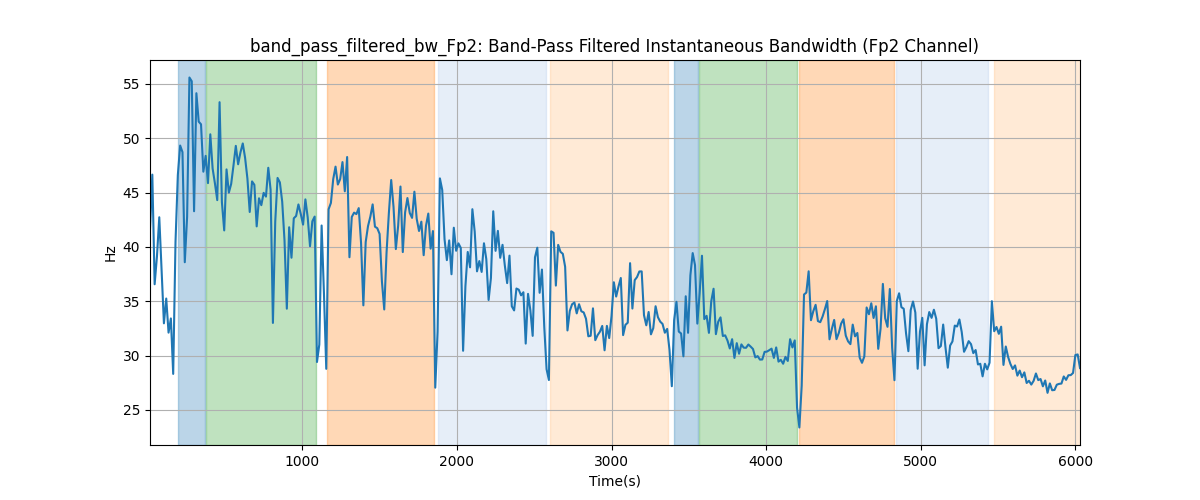 band_pass_filtered_bw_Fp2: Band-Pass Filtered Instantaneous Bandwidth (Fp2 Channel)
55
50
45
40
35
30
25
Hz
1000 2000 3000 4000 5000 6000
Time(s)